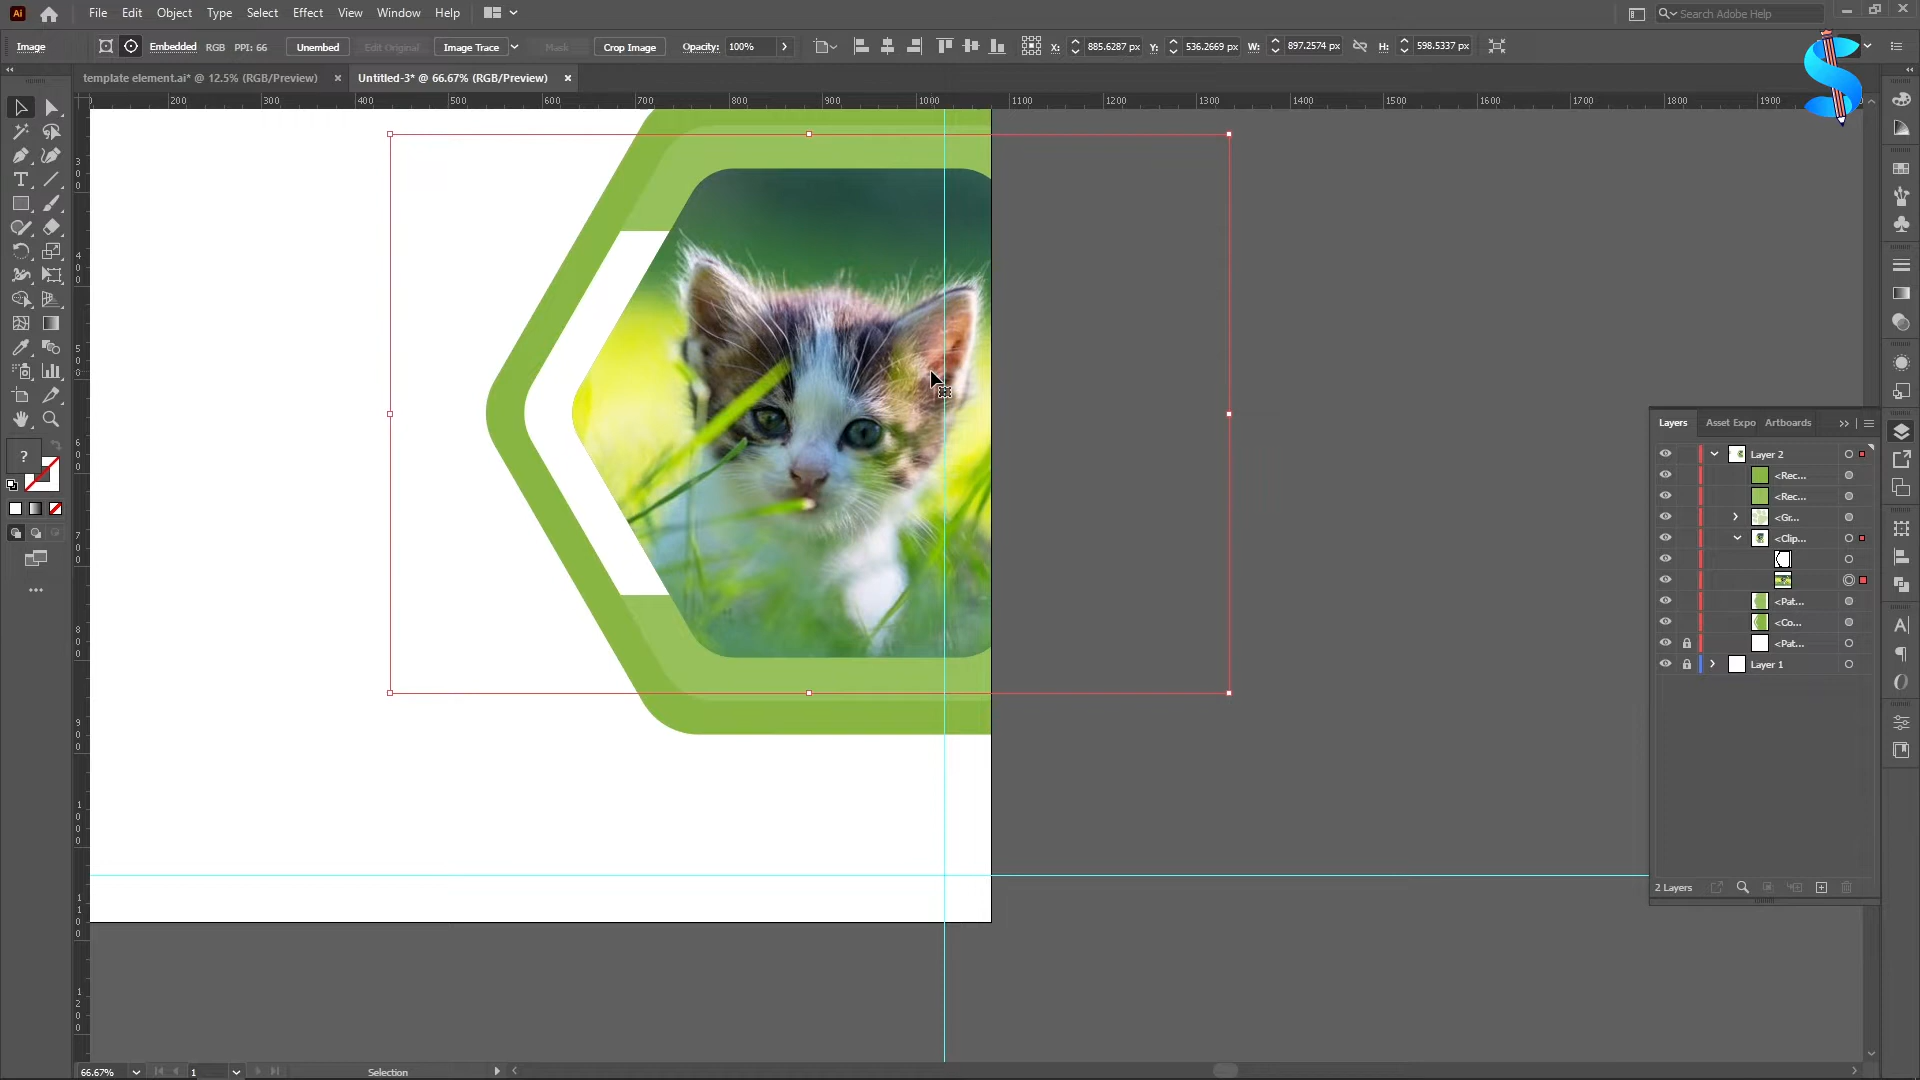 Ai File Edit Object Type Select Effect View Window Help Search Adobe Help
Image Embedded RGB PPI: 66 Unembed Edit Original Image Trace Mask Crop Image Opacity: 100% X: 885.6287 px Y: 536.2669 px W: 897.2574 px H: 598.5337 px
template element.ai* @ 12.5% (RGB/Preview) × Untitled-3* @ 66.67% (RGB/Preview) ×
200 300 400 500 600 700 800 900 1000 1100 1200 1300 1400 1500 1600 1700 1800 1900
Layers Asset Expo Artboards
Layer 2
<Rec...
<Rec...
<Gr...
<Clip...
<Pat...
<Co...
<Pat...
Layer 1
2 Layers
66.67% 1 Selection